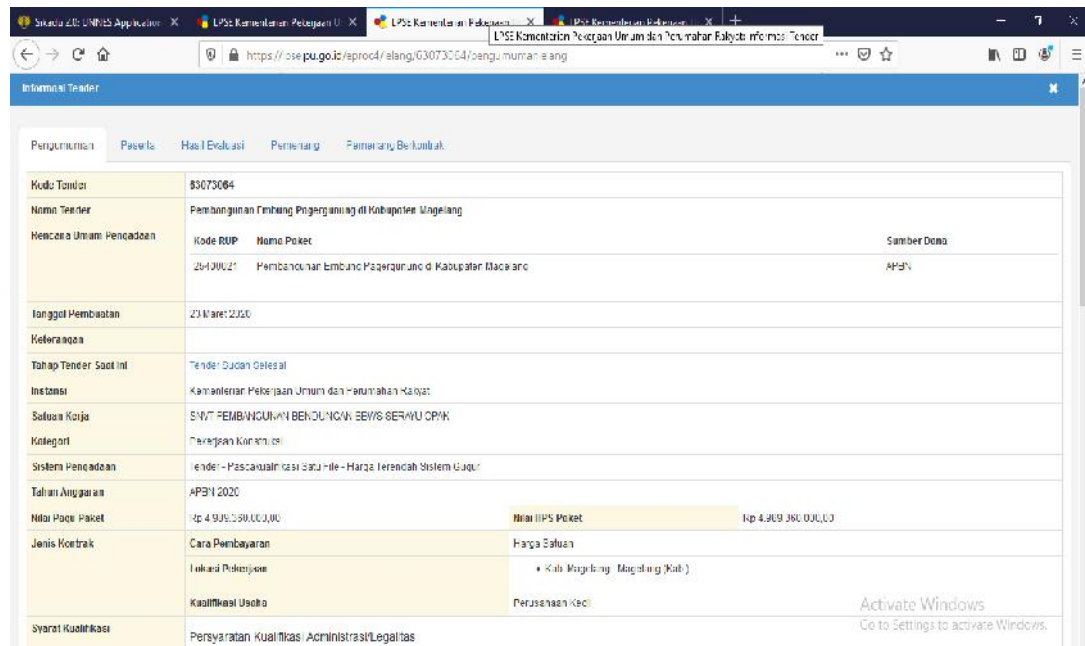 Srikadu 2.0: UNNES Application
LPSE Kementerian Pekerjaan U
LPSE Kementerian Pekerjaan
LPSE Kementerian Pekerjaan U
LPSE Kementerian Pekerjaan Umum dan Perumahan Rakyat: Informasi Tender
https://lpse.pu.go.id/eproc4/lelang/63073064/pengumumanlelang
Informasi Tender
Pengumuman Peserta Hasil Evaluasi Pemenang Pemenang Berkontrak
Kode Tender 63073064
Nama Tender Pembangunan Embung Pagergunung di Kabupaten Magelang
Rencana Umum Pengadaan Kode RUP Nama Paket Sumber Dana
Pembangunan Embung Pagergunung di Kabupaten Magelang APBN
Tanggal Pembuatan 23 Maret 2020
Keterangan
Tahap Tender Saat Ini Tender Sudah Selesai
Instansi Kementerian Pekerjaan Umum dan Perumahan Rakyat
Satuan Kerja SNVT PEMBANGUNAN BENDUNGAN BBWS SERAYU OPAK
Kategori Pekerjaan Konstruksi
Sistem Pengadaan Tender - Pascakualifikasi Satu File - Harga Terendah Sistem Gugur
Tahun Anggaran APBN 2020
Nilai Pagu Paket Nilai HPS Paket
Jenis Kontrak Cara Pembayaran Harga Satuan
Lokasi Pekerjaan • Kab. Magelang - Magelang (Kab.)
Kualifikasi Usaha Perusahaan Kecil
Activate Windows
Go to Settings to activate Windows.
Syarat Kualifikasi Persyaratan Kualifikasi Administrasi/Legalitas